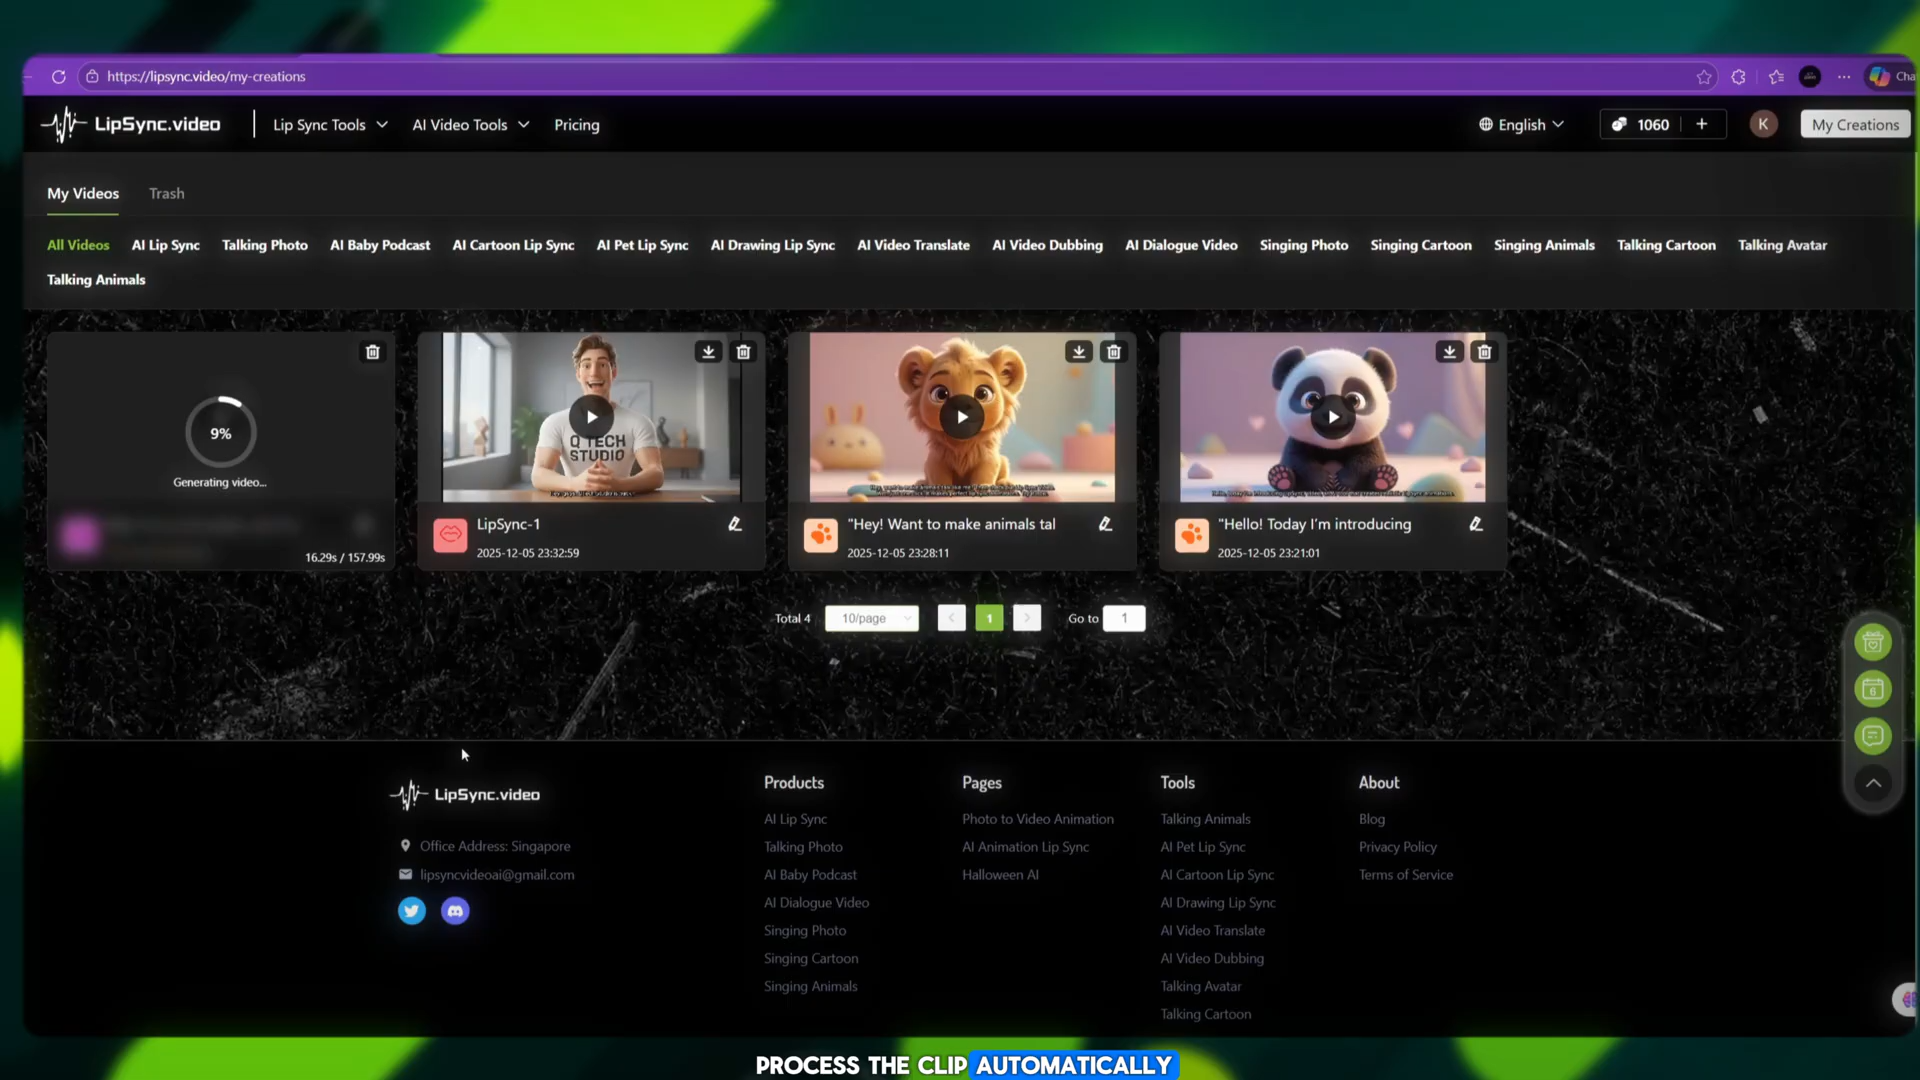 https://lipsync.video/my-creations
Cha
LipSync.video
Lip Sync Tools
AI Video Tools
Pricing
English
1060
+
K
My Creations
My Videos
Trash
All Videos
AI Lip Sync
Talking Photo
AI Baby Podcast
AI Cartoon Lip Sync
AI Pet Lip Sync
AI Drawing Lip Sync
AI Video Translate
AI Video Dubbing
AI Dialogue Video
Singing Photo
Singing Cartoon
Singing Animals
Talking Cartoon
Talking Avatar
Talking Animals
9%
Generating video...
16.29s / 157.99s
Q TECH
STUDIO
LipSync-1
2025-12-05 23:32:59
"Hey! Want to make animals tal
2025-12-05 23:28:11
"Hello! Today I'm introducing
2025-12-05 23:21:01
Total 4
10/page
1
Go to
1
6
LipSync.video
Office Address: Singapore
lipsyncvideoai@gmail.com
Products
AI Lip Sync
Talking Photo
AI Baby Podcast
AI Dialogue Video
Singing Photo
Singing Cartoon
Singing Animals
Pages
Photo to Video Animation
AI Animation Lip Sync
Halloween AI
Tools
Talking Animals
AI Pet Lip Sync
AI Cartoon Lip Sync
AI Drawing Lip Sync
AI Video Translate
AI Video Dubbing
Talking Avatar
Talking Cartoon
About
Blog
Privacy Policy
Terms of Service
PROCESS THE CLIP AUTOMATICALLY